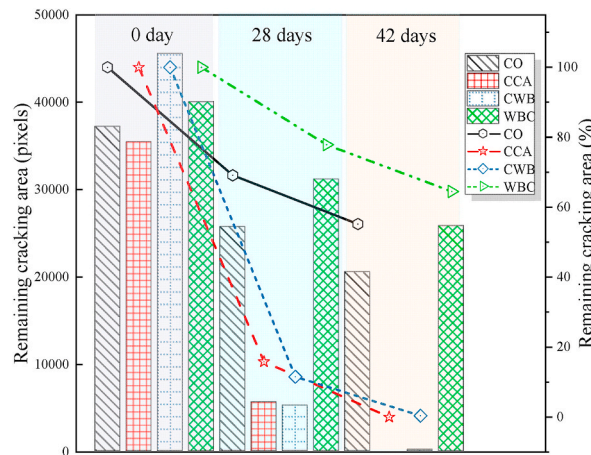 0 day 28 days 42 days
50000
40000
30000
20000
10000
0
Remaining cracking area (pixels)
CO
CCA
CWB
WBC
CO
CCA
CWB
WBC
100
80
60
40
20
0
Remaining cracking area (%)